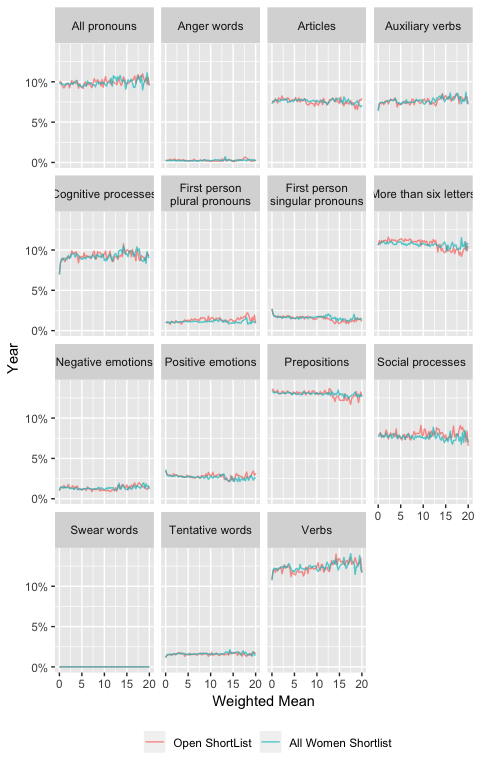 All pronouns
Anger words
Articles
Auxiliary verbs
10%
5%
0%
Cognitive processes
First person
plural pronouns
First person
singular pronouns
More than six letters
10%
5%
0%
Year
Negative emotions
Positive emotions
Prepositions
Social processes
10%
5%
0%
0 5 10 15 20
Swear words
Tentative words
Verbs
10%
5%
0%
0 5 10 15 20
0 5 10 15 20
0 5 10 15 20
Weighted Mean
Open ShortList
All Women Shortlist